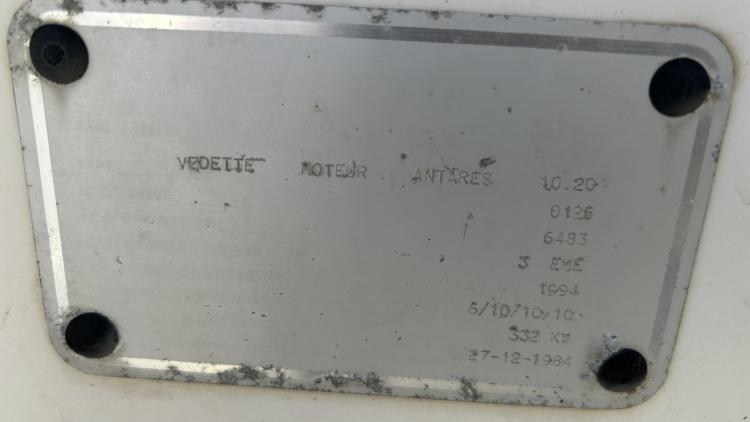 VEDETTE MOTEUR ANTARES 10.20
0126
6483
3 EME
1994
6/10/10/10
332 KW
27-12-1984